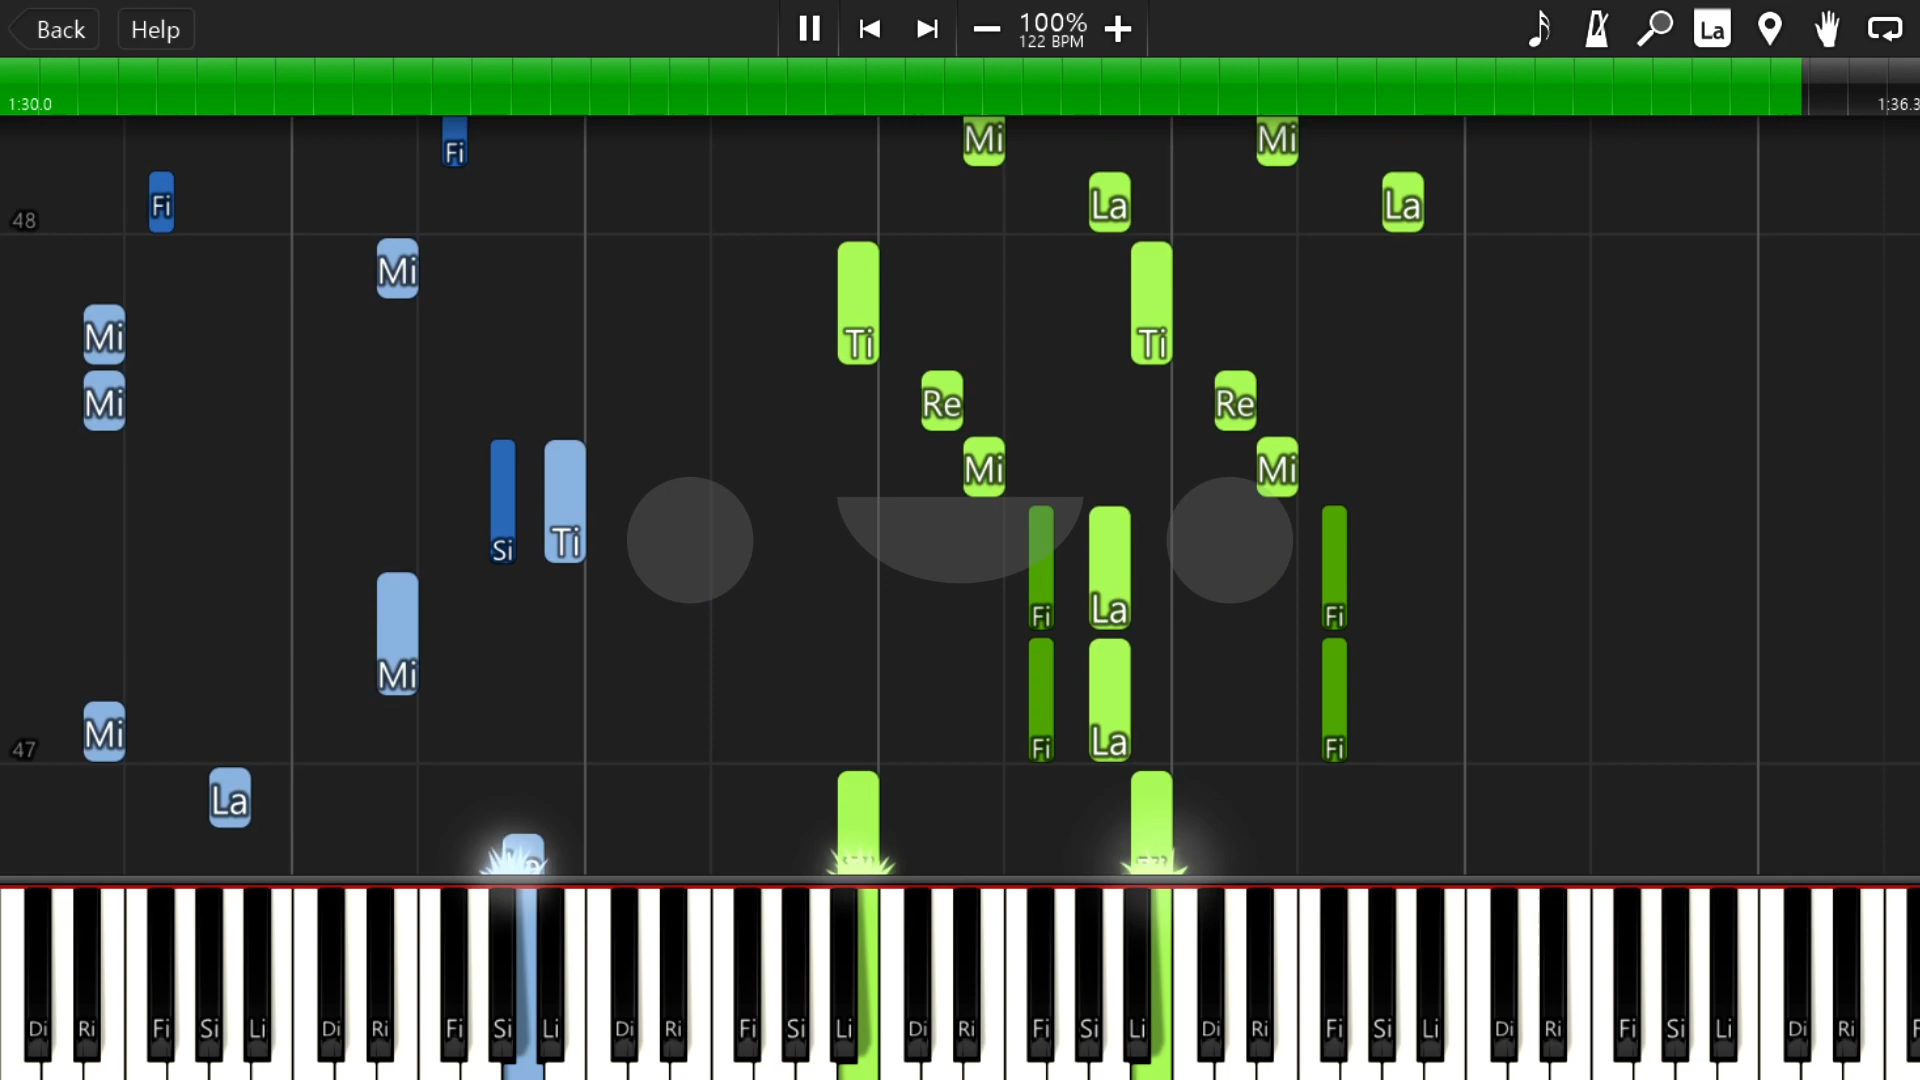 Back Help 100% 122 BPM La
1:30.0 1:36.3
Fi Mi Mi
Fi La La
48
Mi
Mi Ti Ti
Mi Re Re
Mi Mi
Si Ti
Fi La Fi
Mi
Mi Fi La Fi
47
La
Di Ri Fi Si Li Di Ri Fi Si Li Di Ri Fi Si Li Di Ri Fi Si Li Di Ri Fi Si Li Di Ri Fi Si Li Di Ri F